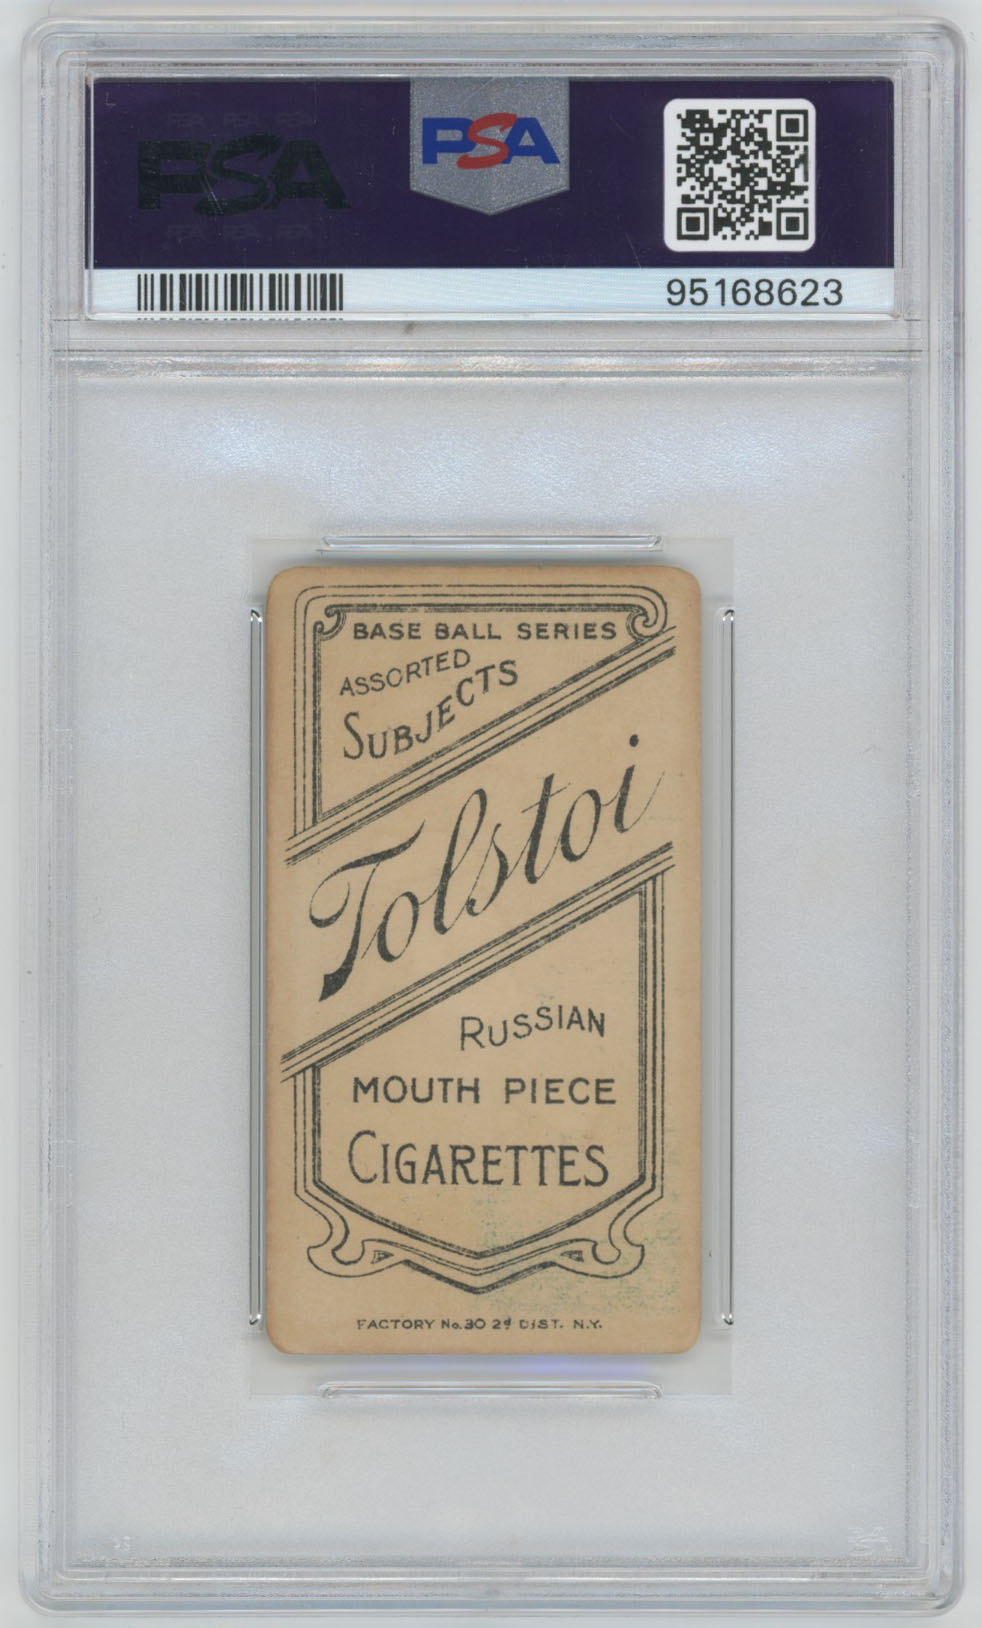 PSA
PSA
95168623
BASE BALL SERIES
ASSORTED
SUBJECTS
Tolstoi
RUSSIAN
MOUTH PIECE
CIGARETTES
FACTORY No. 30 2d DIST. N.Y.